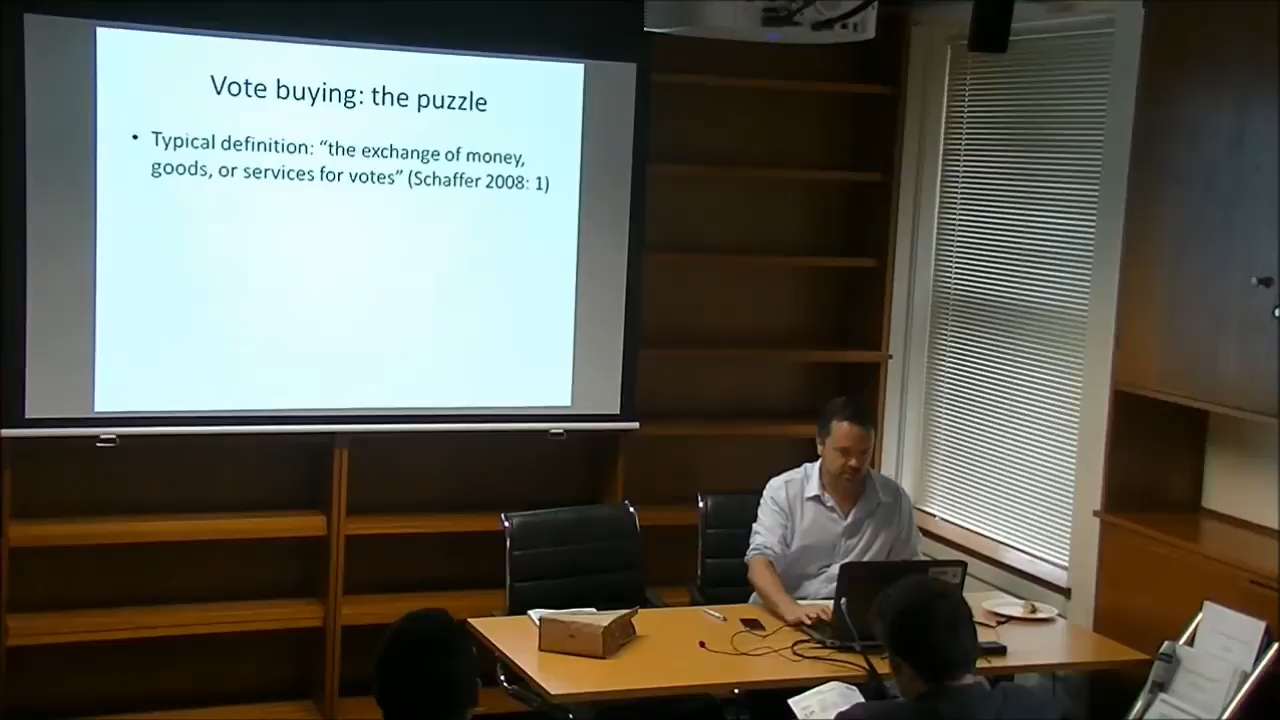 Vote buying: the puzzle
• Typical definition: “the exchange of money,
goods, or services for votes” (Schaffer 2008: 1)